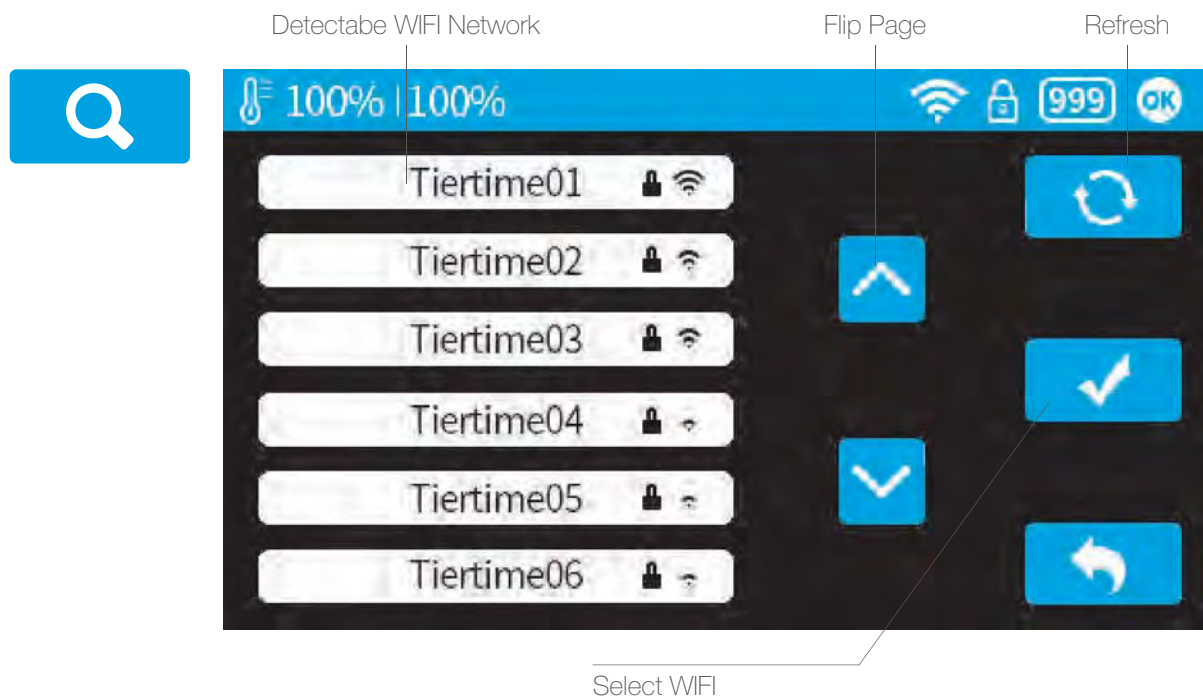 Detectabe WIFI Network Flip Page Refresh
100% | 100% 999 OK
Tiertime01
Tiertime02
Tiertime03
Tiertime04
Tiertime05
Tiertime06
Select WIFI